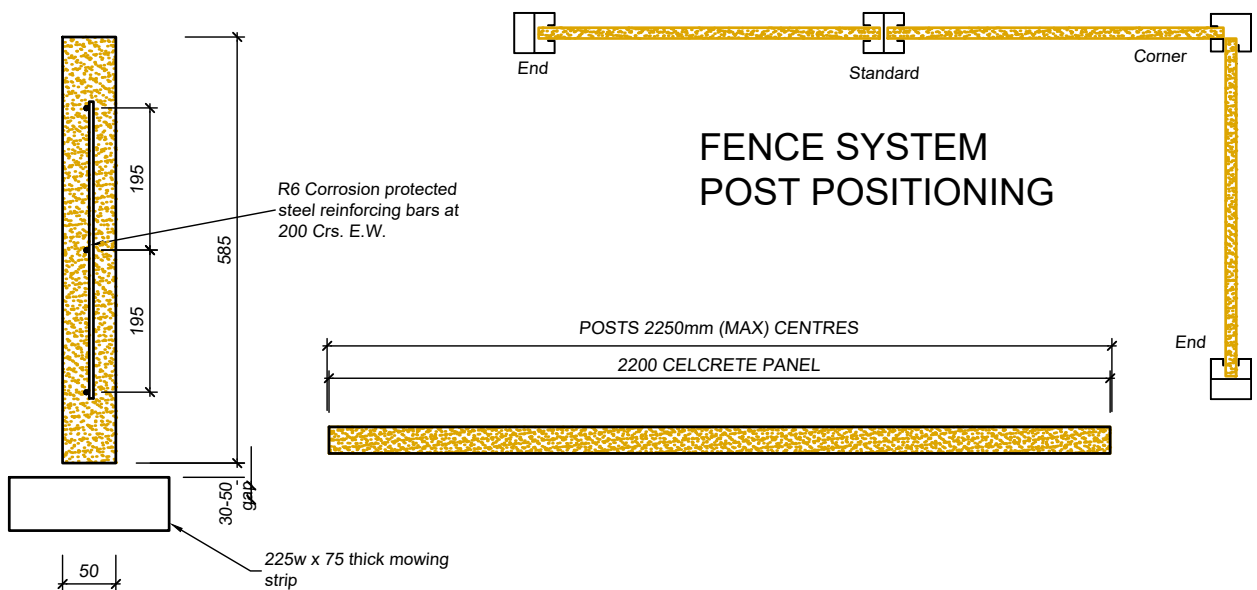 End
Standard
Corner
FENCE SYSTEM
POST POSITIONING
End
195
195
585
R6 Corrosion protected
steel reinforcing bars at
200 Crs. E.W.
30-50
gap
225w x 75 thick mowing
strip
50
POSTS 2250mm (MAX) CENTRES
2200 CELCRETE PANEL